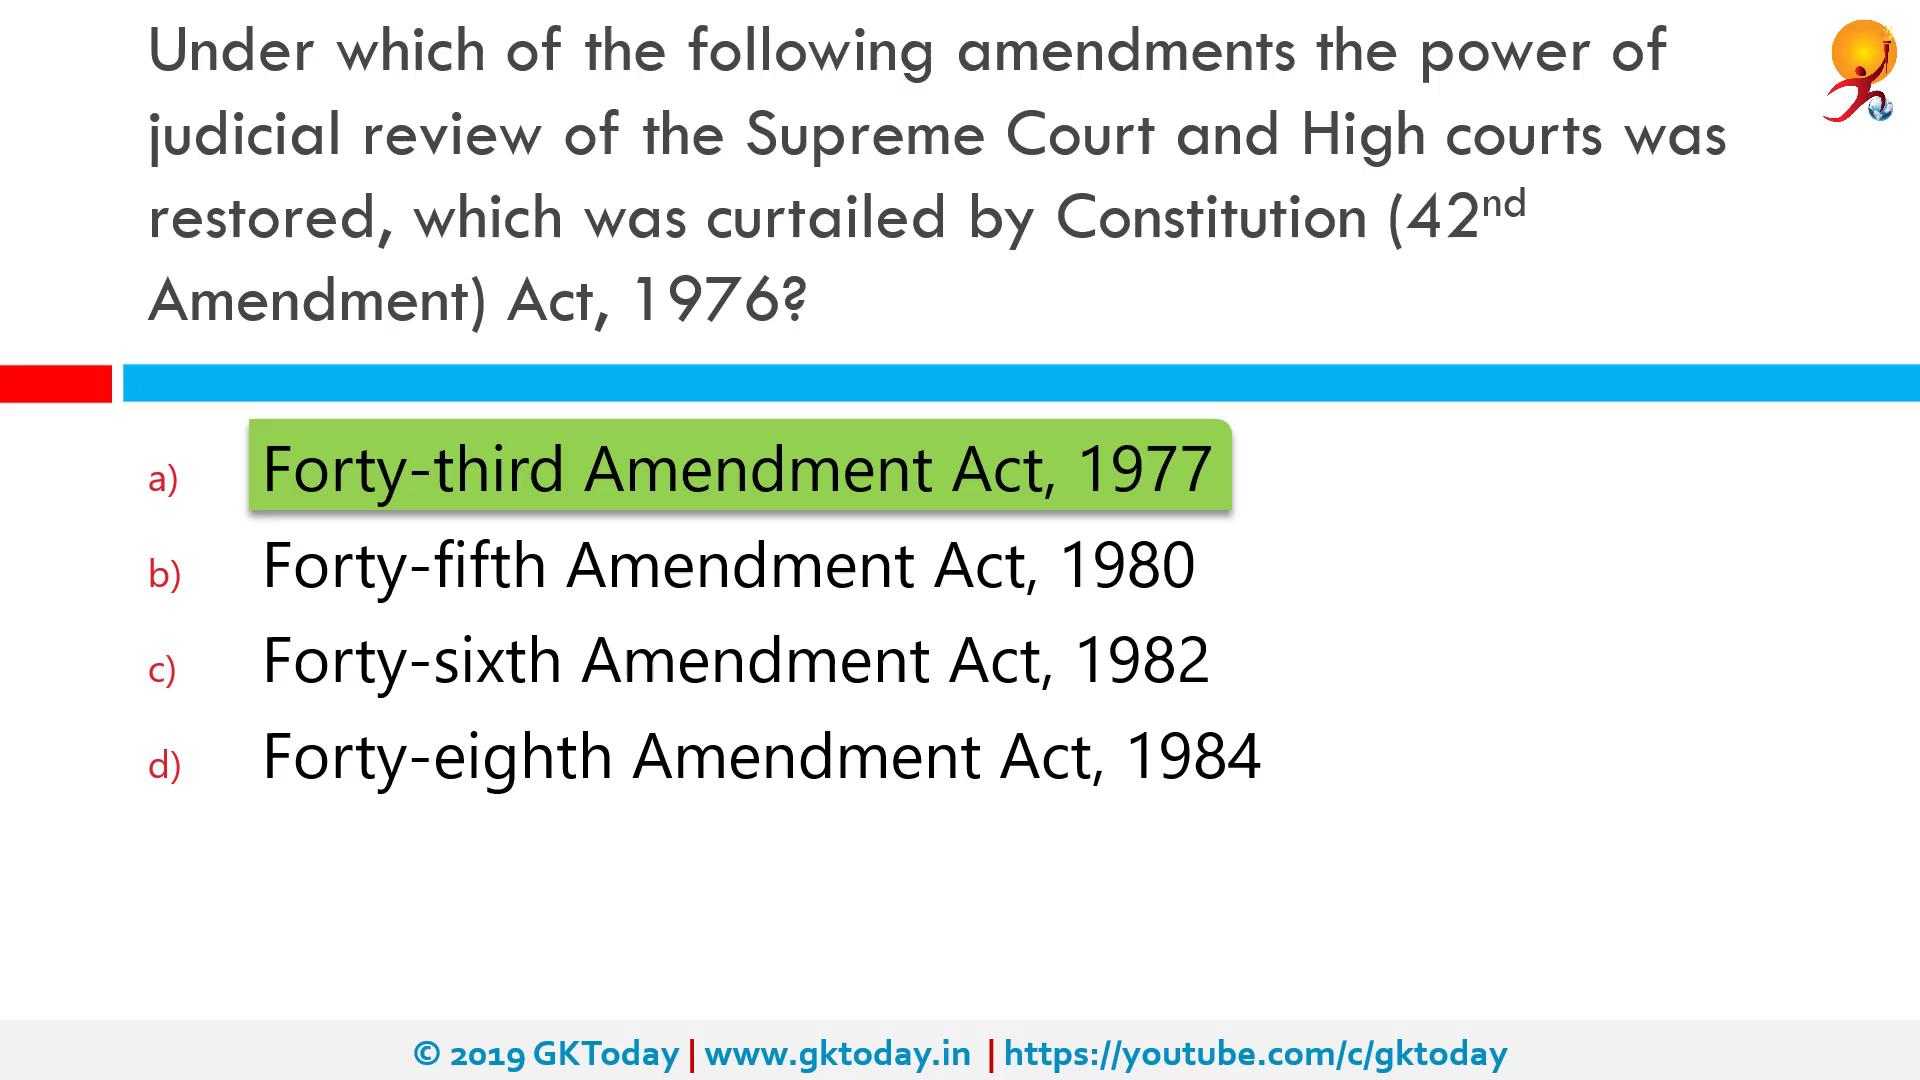 Under which of the following amendments the power of
judicial review of the Supreme Court and High courts was
restored, which was curtailed by Constitution (42nd
Amendment) Act, 1976?
a) Forty-third Amendment Act, 1977
b) Forty-fifth Amendment Act, 1980
c) Forty-sixth Amendment Act, 1982
d) Forty-eighth Amendment Act, 1984
© 2019 GKToday | www.gktoday.in | https://youtube.com/c/gktoday